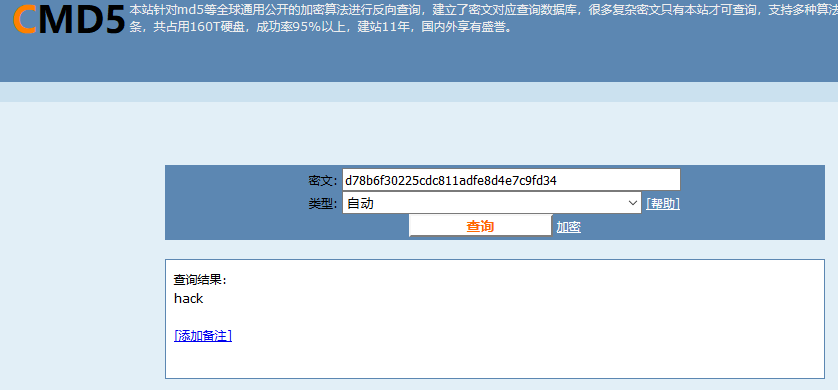 CMD5
本站针对md5等全球通用公开的加密算法进行反向查询，建立了密文对应查询数据库，很多复杂密文只有本站才可查询，支持多种算法
条，共占用160T硬盘，成功率95%以上，建站11年，国内外享有盛誉。
密文: d78b6f30225cdc811adfe8d4e7c9fd34
类型: 自动 [帮助]
查询 加密
查询结果:
hack
[添加备注]